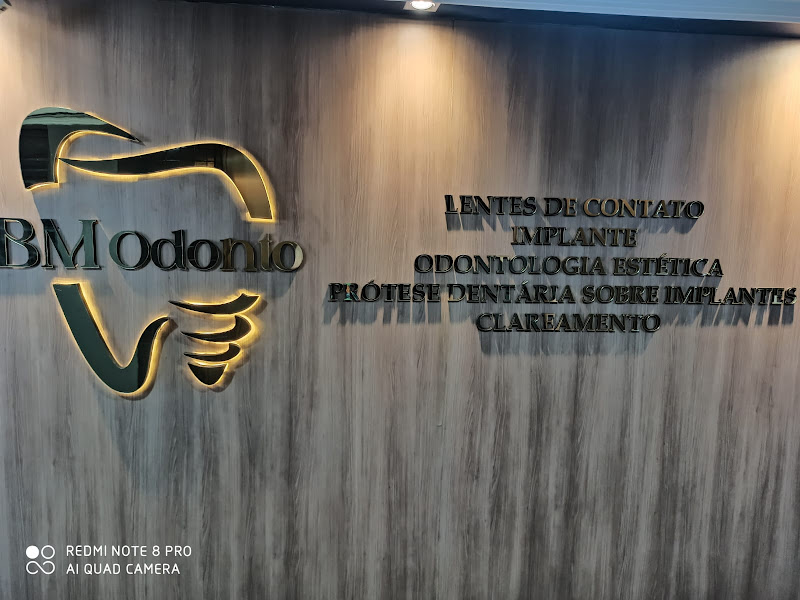 BM Odonto
LENTES DE CONTATO
IMPLANTE
ODONTOLOGIA ESTÉTICA
PRÓTESE DENTÁRIA SOBRE IMPLANTES
CLAREAMENTO
REDMI NOTE 8 PRO
AI QUAD CAMERA